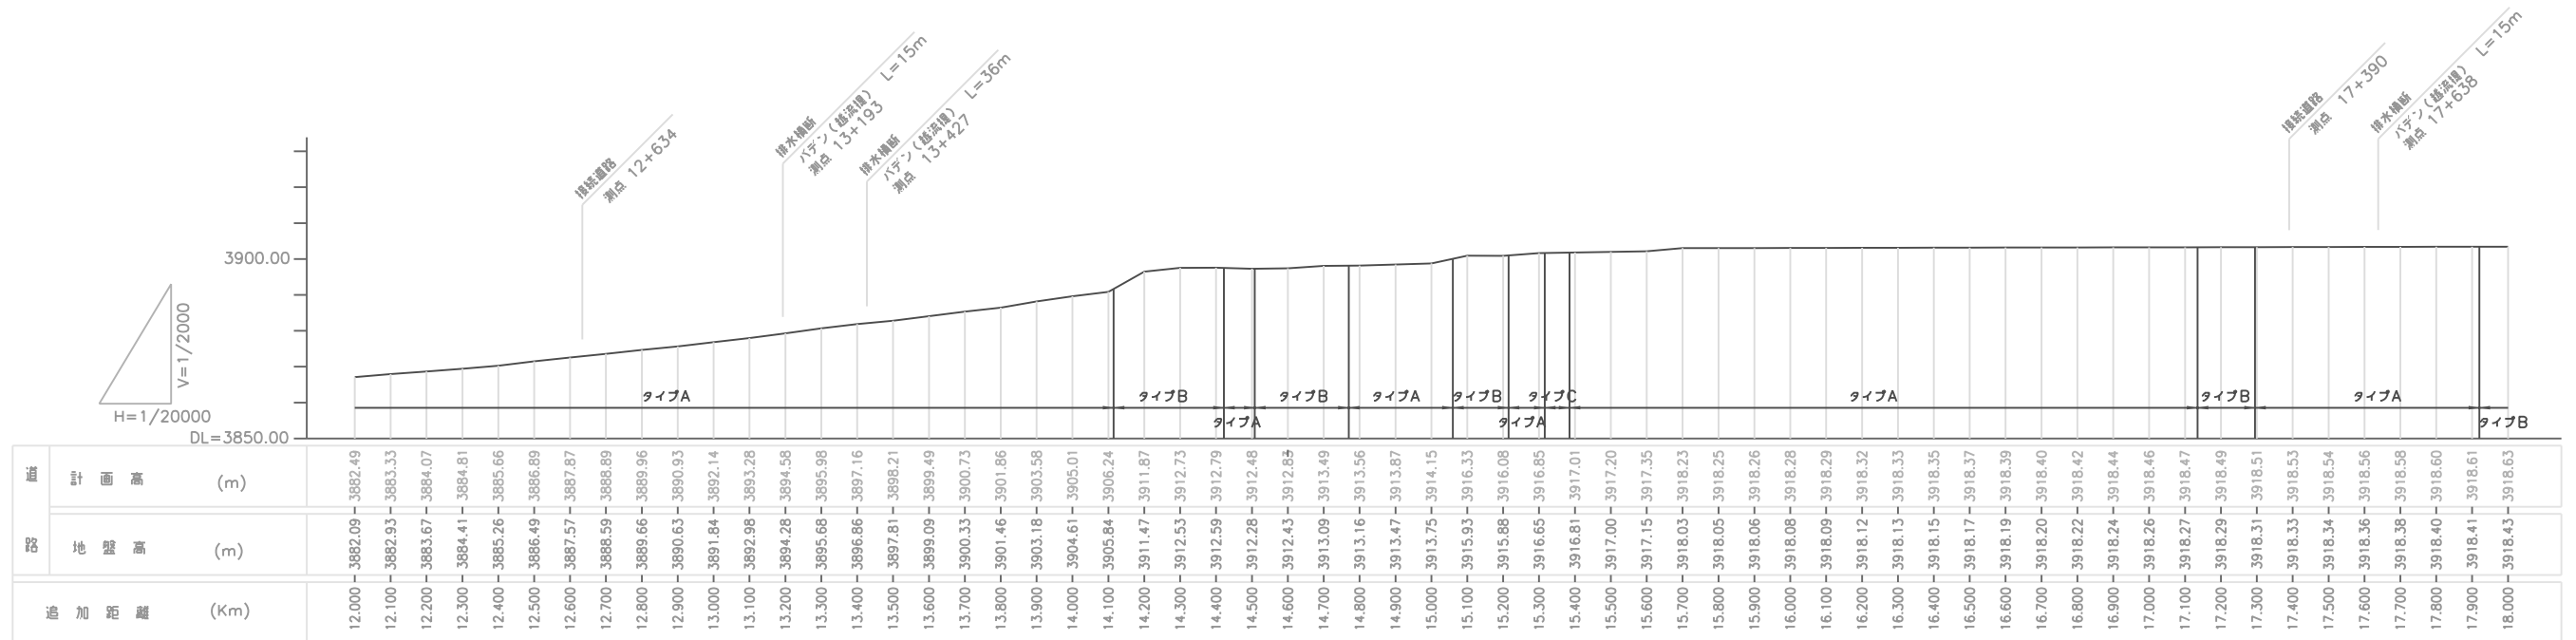 接続道路
測点 12+634
排水横断
バデン(越流提) L=15m
測点 13+193
排水横断
バデン(越流提) L=36m
測点 13+427
接続道路
測点 17+390
排水横断
バデン(越流提) L=15m
測点 17+638
3900.00
V=1/2000
H=1/20000
DL=3850.00
タイプA タイプB タイプB タイプA タイプB タイプC タイプA タイプB タイプA
タイプA タイプA タイプB
道路
計画高 (m) 3882.49 3883.33 3884.07 3884.81 3885.66 3886.89 3887.87 3888.89 3889.96 3890.93 3892.14 3893.28 3894.58 3895.98 3897.16 3898.21 3899.49 3900.73 3901.86 3903.58 3905.01 3906.24 3911.87 3912.73 3912.79 3912.48 3912.83 3913.49 3913.56 3913.87 3914.15 3916.33 3916.08 3916.85 3917.01 3917.20 3917.35 3918.23 3918.25 3918.26 3918.28 3918.29 3918.32 3918.33 3918.35 3918.37 3918.39 3918.40 3918.42 3918.44 3918.46 3918.47 3918.49 3918.51 3918.53 3918.54 3918.56 3918.58 3918.60 3918.61 3918.63
地盤高 (m) 3882.09 3882.93 3883.67 3884.41 3885.26 3886.49 3887.57 3888.59 3889.66 3890.63 3891.84 3892.98 3894.28 3895.68 3896.86 3897.81 3899.09 3900.33 3901.46 3903.18 3904.61 3905.84 3911.47 3912.53 3912.59 3912.28 3912.43 3913.09 3913.16 3913.47 3913.75 3915.93 3915.88 3916.65 3916.81 3917.00 3917.15 3918.03 3918.05 3918.06 3918.08 3918.09 3918.12 3918.13 3918.15 3918.17 3918.19 3918.20 3918.22 3918.24 3918.26 3918.27 3918.29 3918.31 3918.33 3918.34 3918.36 3918.38 3918.40 3918.41 3918.43
追加距離 (Km) 12.000 12.100 12.200 12.300 12.400 12.500 12.600 12.700 12.800 12.900 13.000 13.100 13.200 13.300 13.400 13.500 13.600 13.700 13.800 13.900 14.000 14.100 14.200 14.300 14.400 14.500 14.600 14.700 14.800 14.900 15.000 15.100 15.200 15.300 15.400 15.500 15.600 15.700 15.800 15.900 16.000 16.100 16.200 16.300 16.400 16.500 16.600 16.700 16.800 16.900 17.000 17.100 17.200 17.300 17.400 17.500 17.600 17.700 17.800 17.900 18.000